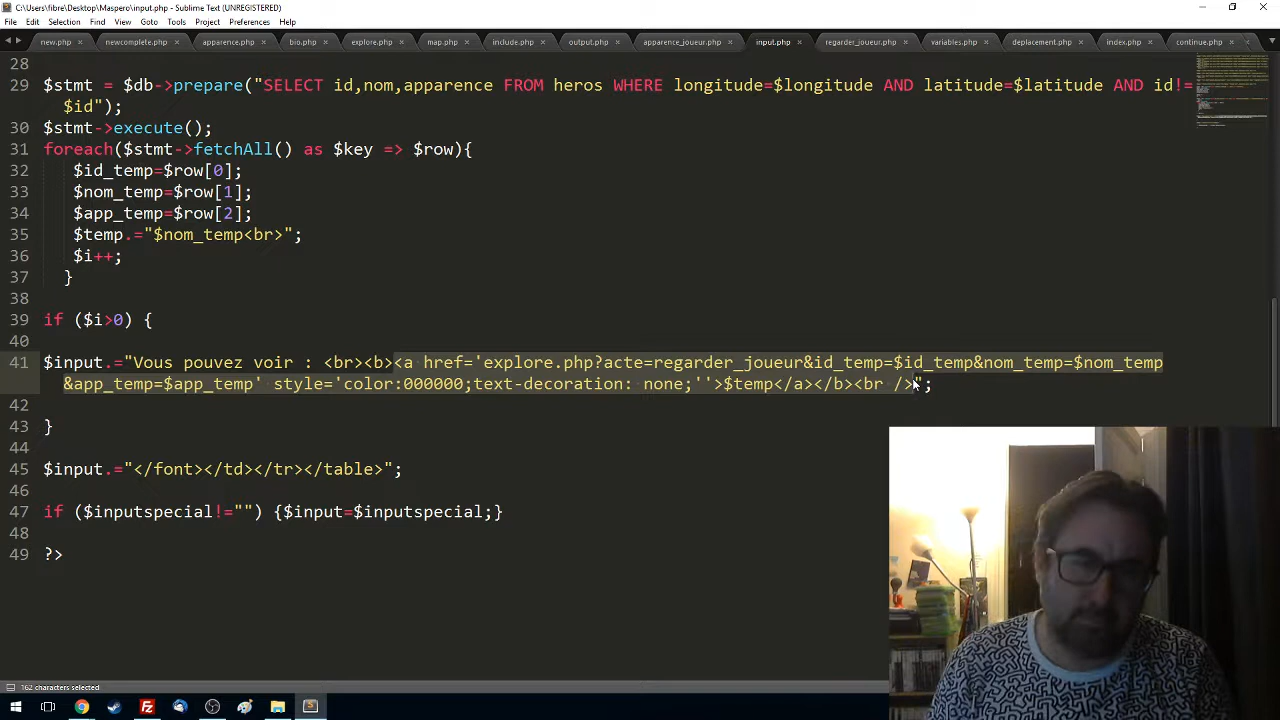 C:\Users\fibre\Desktop\Maspero\input.php - Sublime Text (UNREGISTERED)
File Edit Selection Find View Goto Tools Project Preferences Help
new.php newcomplete.php apparence.php bio.php explore.php map.php include.php output.php apparence_joueur.php input.php regarder_joueur.php variables.php deplacement.php index.php continue.php
28
29 $stmt = $db->prepare("SELECT id,nom,apparence FROM heros WHERE longitude=$longitude AND latitude=$latitude AND id!=
$id");
30 $stmt->execute();
31 foreach($stmt->fetchAll() as $key => $row){
32 $id_temp=$row[0];
33 $nom_temp=$row[1];
34 $app_temp=$row[2];
35 $temp.="$nom_temp<br>";
36 $i++;
37 }
38
39 if ($i>0) {
40
41 $input.="Vous pouvez voir : <br><b><a href='explore.php?acte=regarder_joueur&id_temp=$id_temp&nom_temp=$nom_temp
&app_temp=$app_temp' style='color:000000;text-decoration: none;''>$temp</a></b><br />";
42
43 }
44
45 $input.="</font></td></tr></table>";
46
47 if ($inputspecial!="") {$input=$inputspecial;}
48
49 ?>
162 characters selected